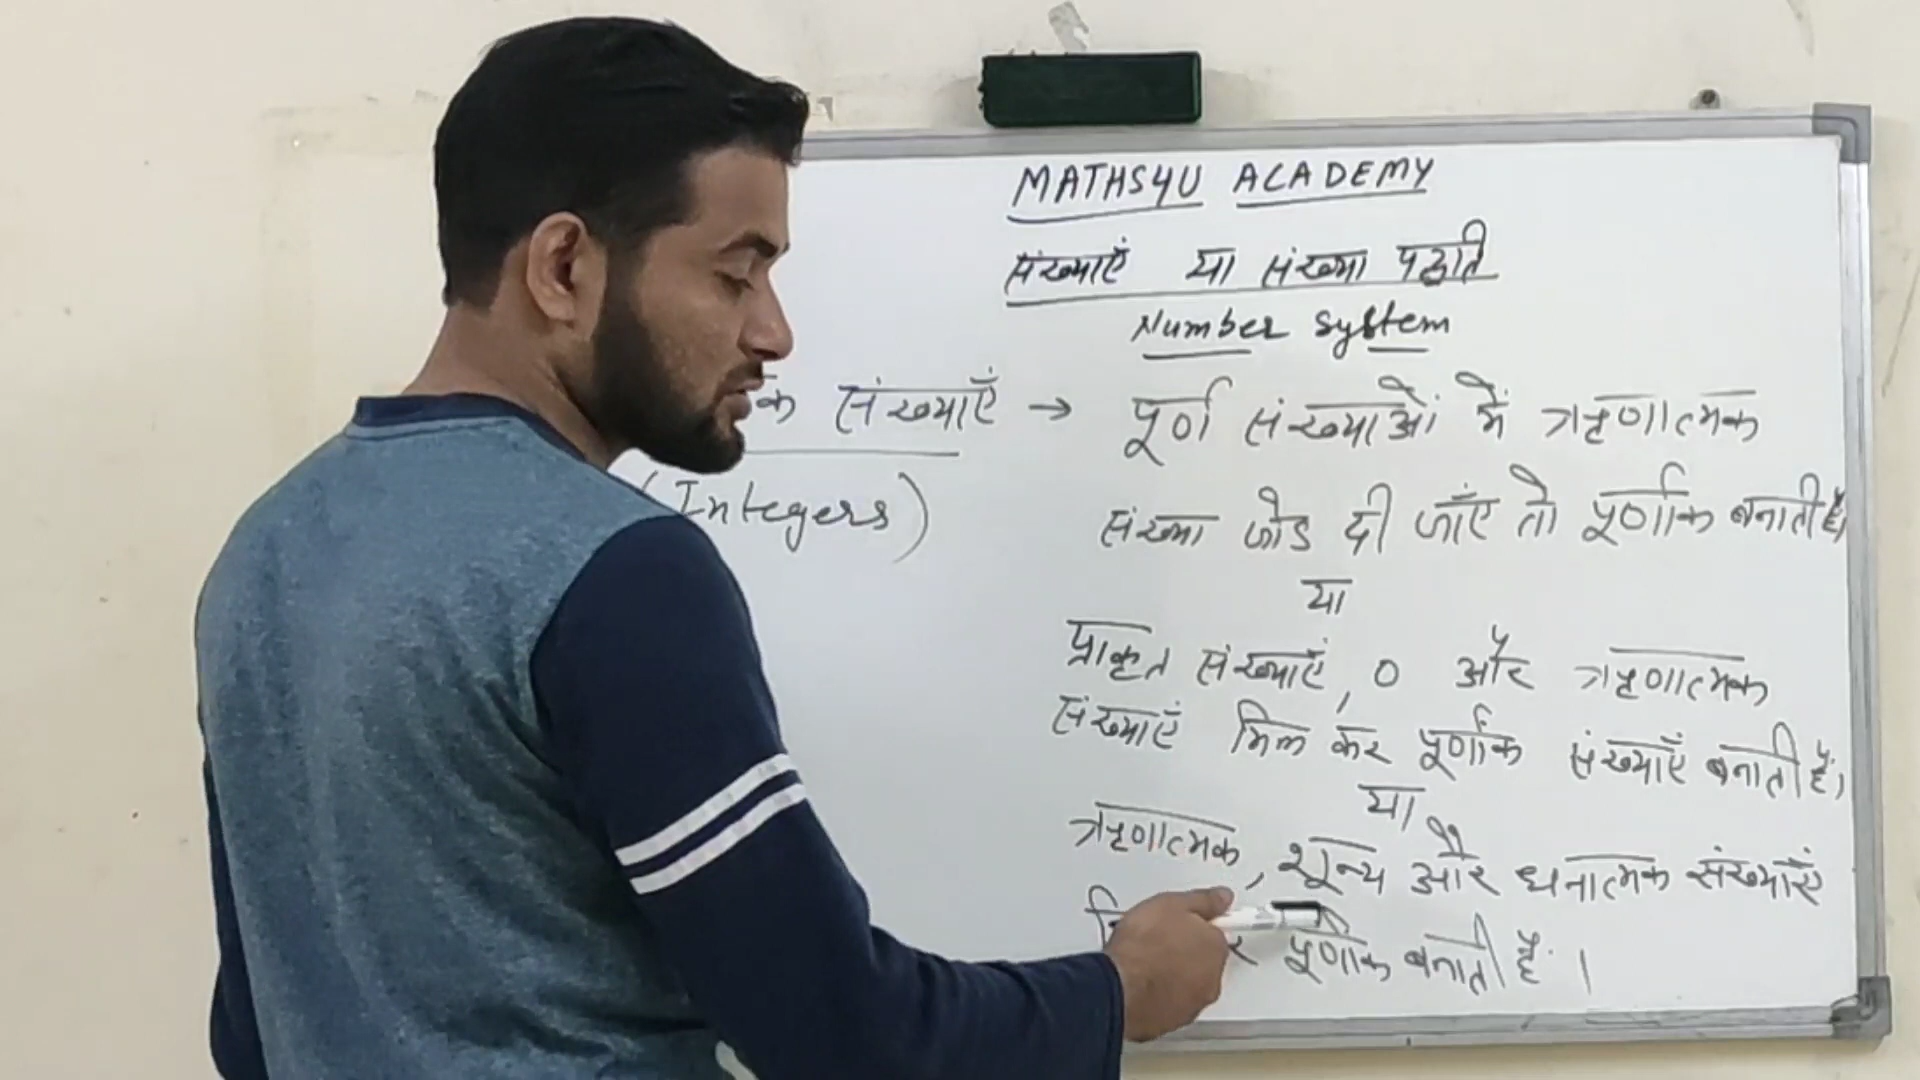 MATHS4U ACADEMY
संख्याएं या संख्या पद्धति
Number System
संख्याएँ → पूर्ण संख्याओं में ऋणात्मक
(Integers)
संख्या जोड दी जाएँ तो पूर्णांक बनाती है।
या
प्राकृत संख्याएं, 0 और ऋणात्मक
संख्याएं मिल कर पूर्णांक संख्याएँ बनाती हैं।
या
ऋणात्मक, शून्य और धनात्मक संख्याएं
पूर्णांक बनाती हैं।